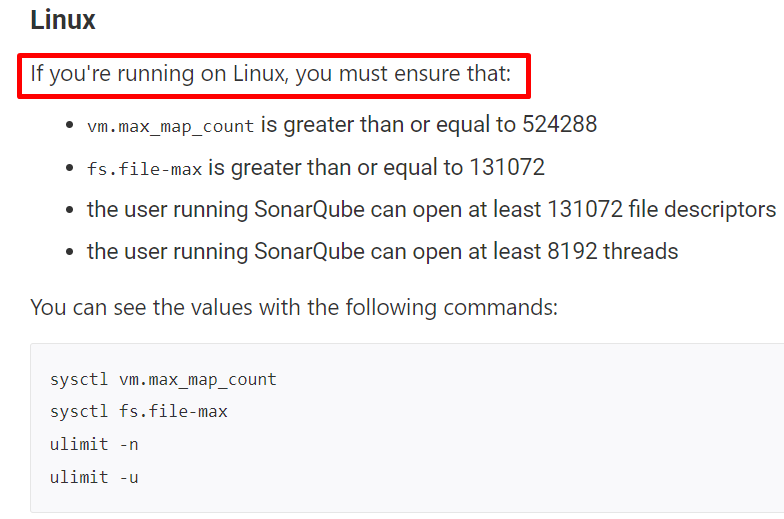 Linux
If you're running on Linux, you must ensure that:
• vm.max_map_count is greater than or equal to 524288
• fs.file-max is greater than or equal to 131072
• the user running SonarQube can open at least 131072 file descriptors
• the user running SonarQube can open at least 8192 threads
You can see the values with the following commands:
sysctl vm.max_map_count
sysctl fs.file-max
ulimit -n
ulimit -u